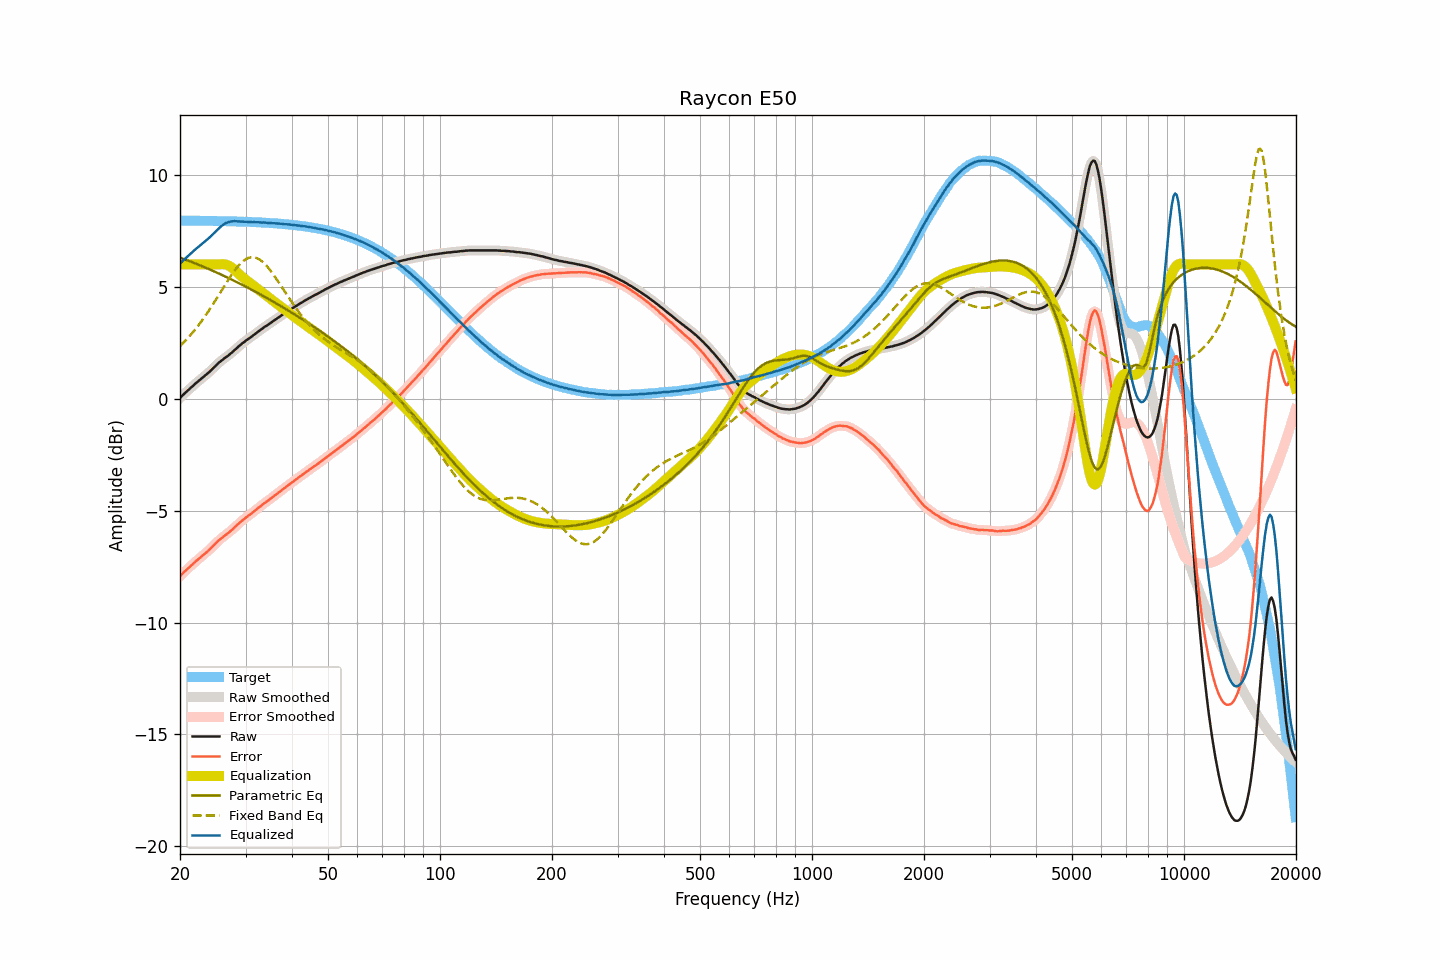 Raycon E50
10
5
0
−5
−10
−15
−20
Amplitude (dBr)
Target
Raw Smoothed
Error Smoothed
Raw
Error
Equalization
Parametric Eq
Fixed Band Eq
Equalized
20 50 100 200 500 1000 2000 5000 10000 20000
Frequency (Hz)